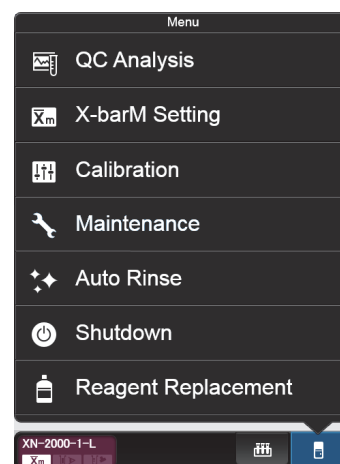 Menu
QC Analysis
X̄m X-barM Setting
Calibration
Maintenance
Auto Rinse
Shutdown
Reagent Replacement
XN-2000-1-L
X̄m